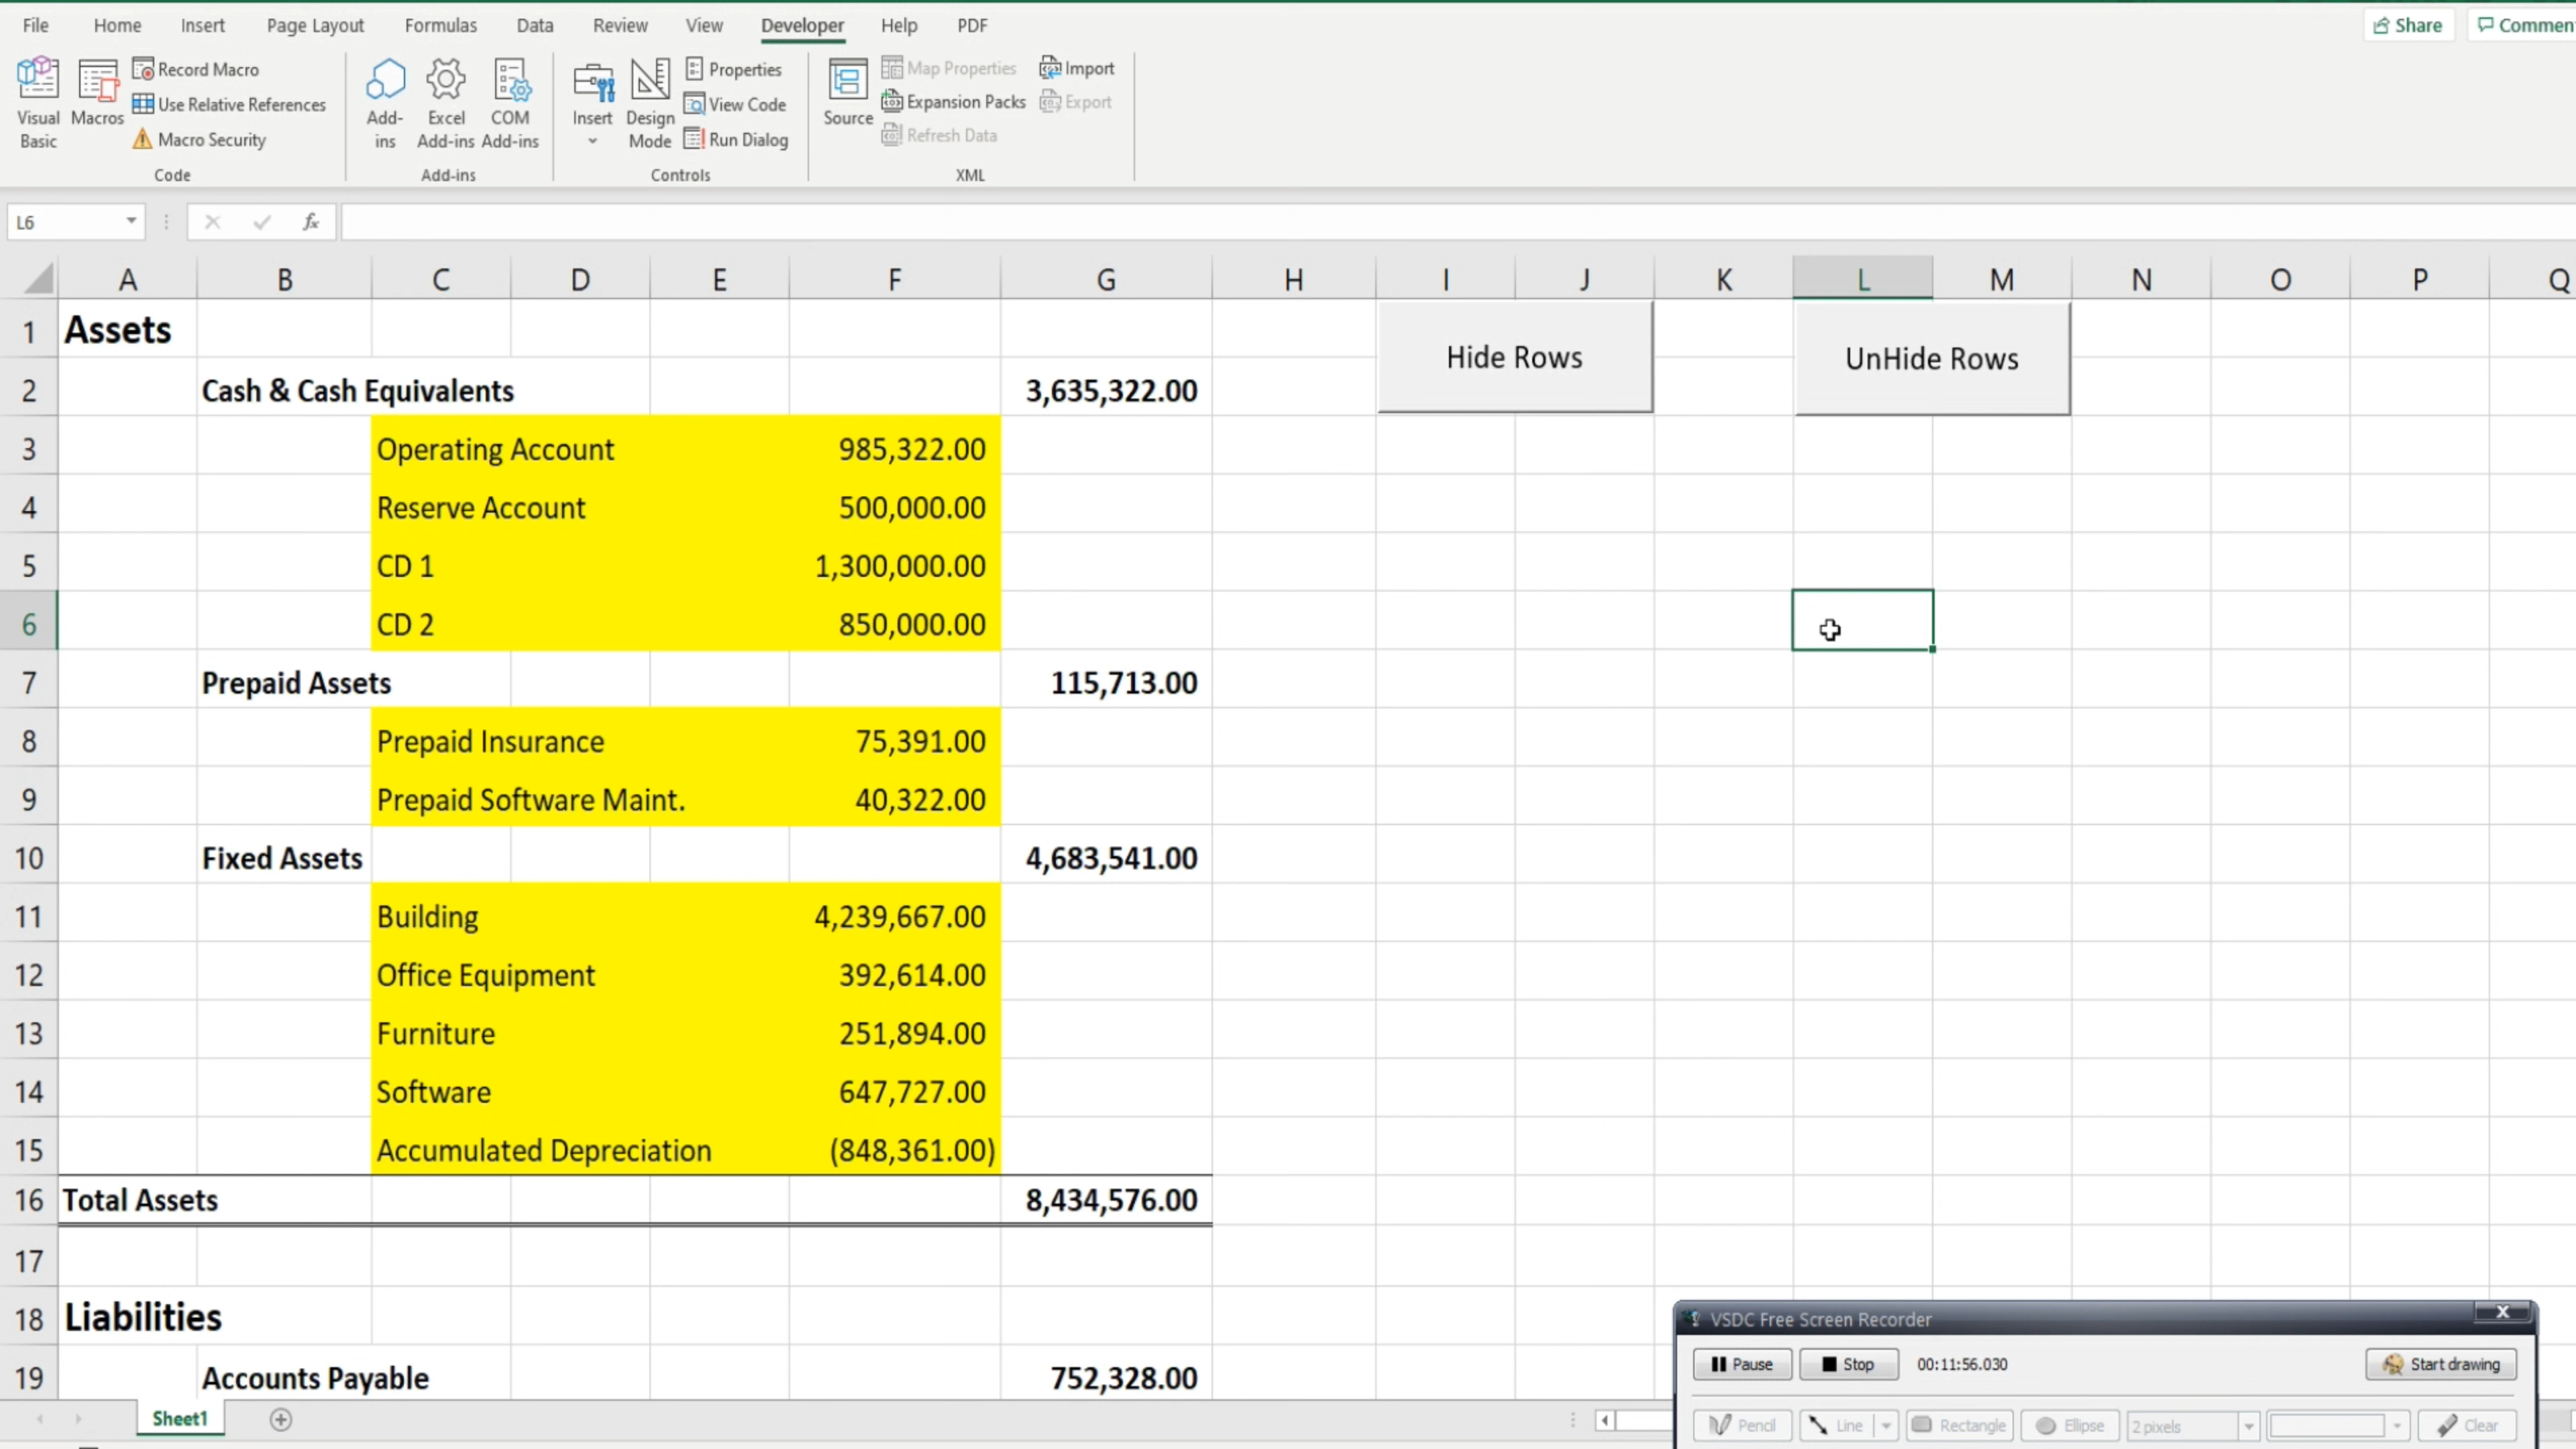 File Home Insert Page Layout Formulas Data Review View Developer Help PDF Share Commen
Visual Basic
Macros
Record Macro
Use Relative References
Macro Security
Code
Add-ins
Excel Add-ins
COM Add-ins
Add-ins
Insert
Design Mode
Properties
View Code
Run Dialog
Controls
Source
Map Properties
Expansion Packs
Refresh Data
Import
Export
XML
L6 fx
A B C D E F G H I J K L M N O P Q
1 Assets
Hide Rows UnHide Rows
2 Cash & Cash Equivalents 3,635,322.00
3 Operating Account 985,322.00
4 Reserve Account 500,000.00
5 CD 1 1,300,000.00
6 CD 2 850,000.00
7 Prepaid Assets 115,713.00
8 Prepaid Insurance 75,391.00
9 Prepaid Software Maint. 40,322.00
10 Fixed Assets 4,683,541.00
11 Building 4,239,667.00
12 Office Equipment 392,614.00
13 Furniture 251,894.00
14 Software 647,727.00
15 Accumulated Depreciation (848,361.00)
16 Total Assets 8,434,576.00
17
18 Liabilities
19 Accounts Payable 752,328.00
Sheet1
VSDC Free Screen Recorder X
Pause Stop 00:11:56.030 Start drawing
Pencil Line Rectangle Ellipse 2 pixels Clear